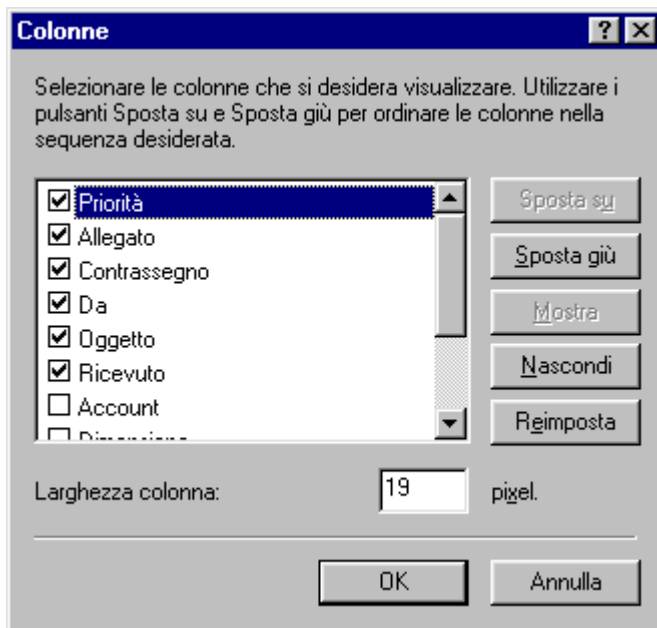 Colonne
Selezionare le colonne che si desidera visualizzare. Utilizzare i
pulsanti Sposta su e Sposta giù per ordinare le colonne nella
sequenza desiderata.
Priorità
Allegato
Contrassegno
Da
Oggetto
Ricevuto
Account
Sposta su
Sposta giù
Mostra
Nascondi
Reimposta
Larghezza colonna: 19 pixel.
OK Annulla